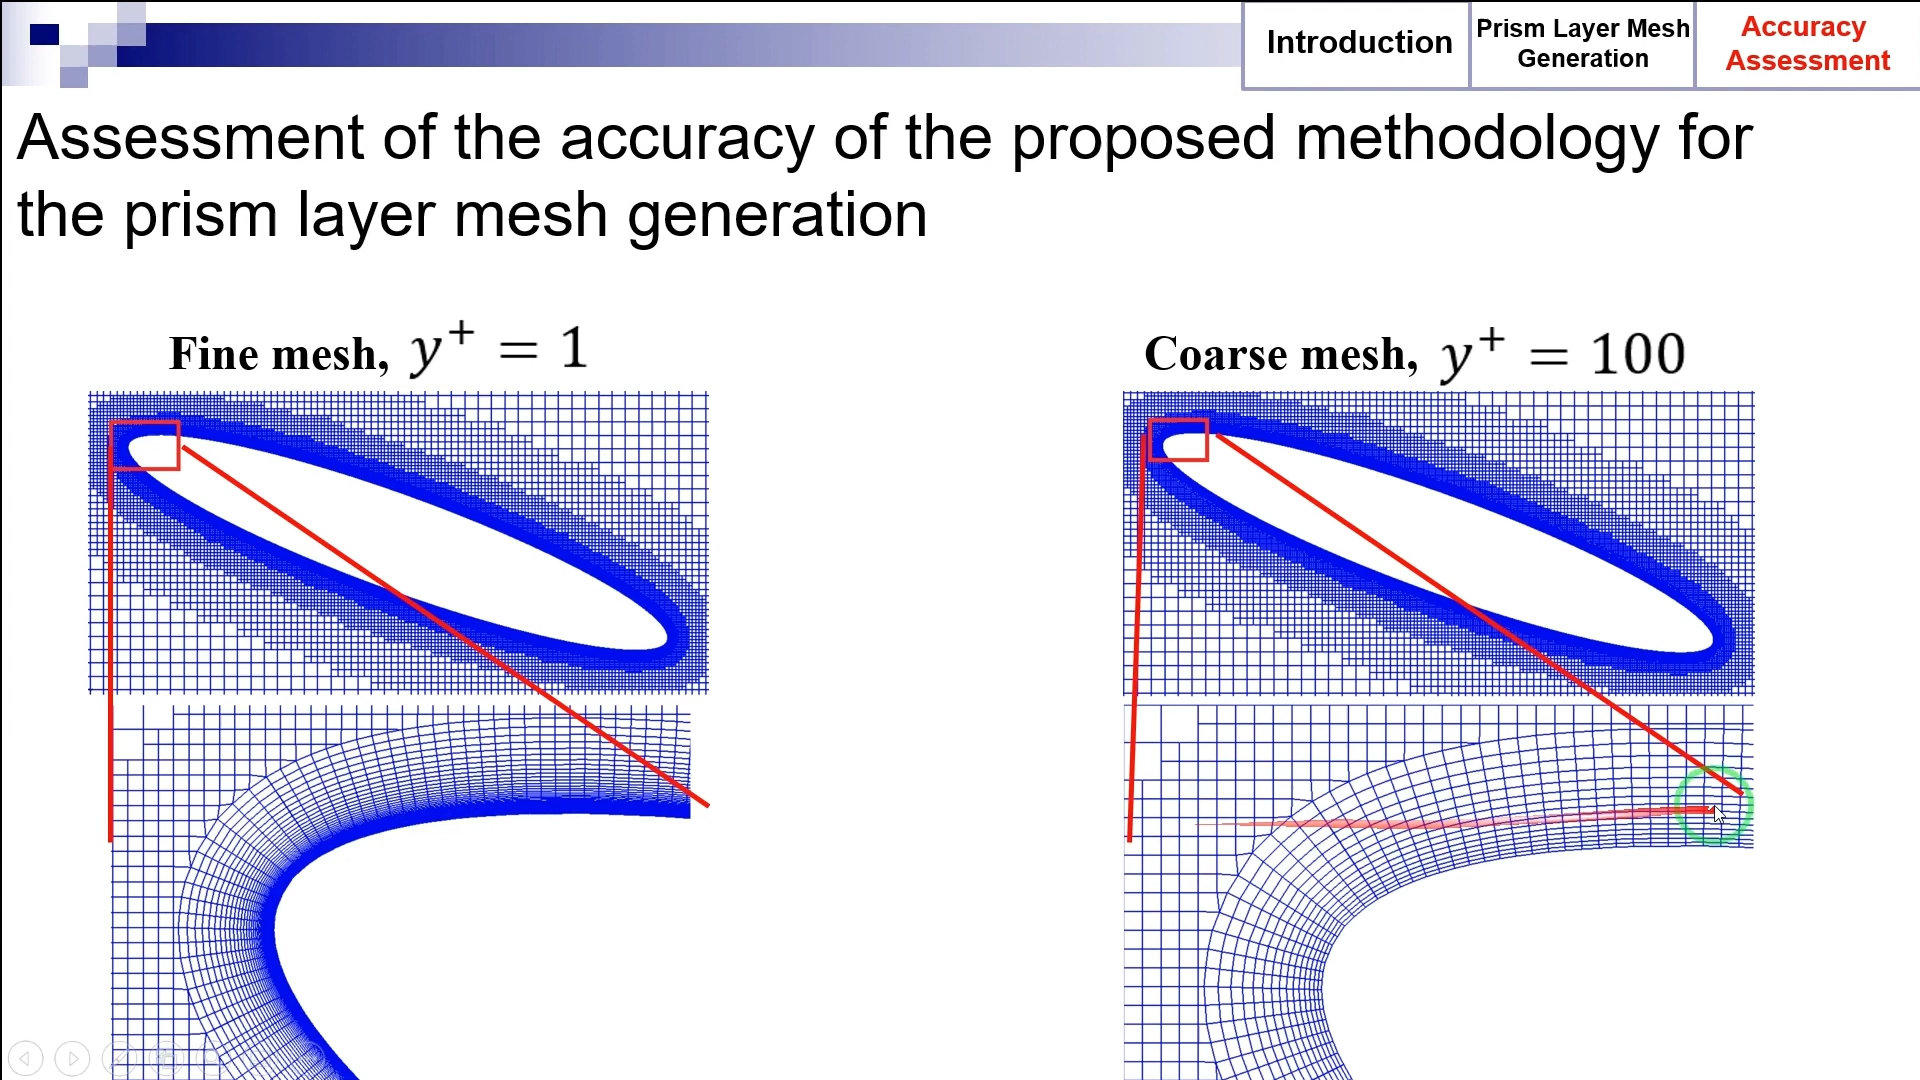 Introduction
Prism Layer Mesh
Generation
Accuracy
Assessment
Assessment of the accuracy of the proposed methodology for
the prism layer mesh generation
Fine mesh, y⁺ = 1
Coarse mesh, y⁺ = 100